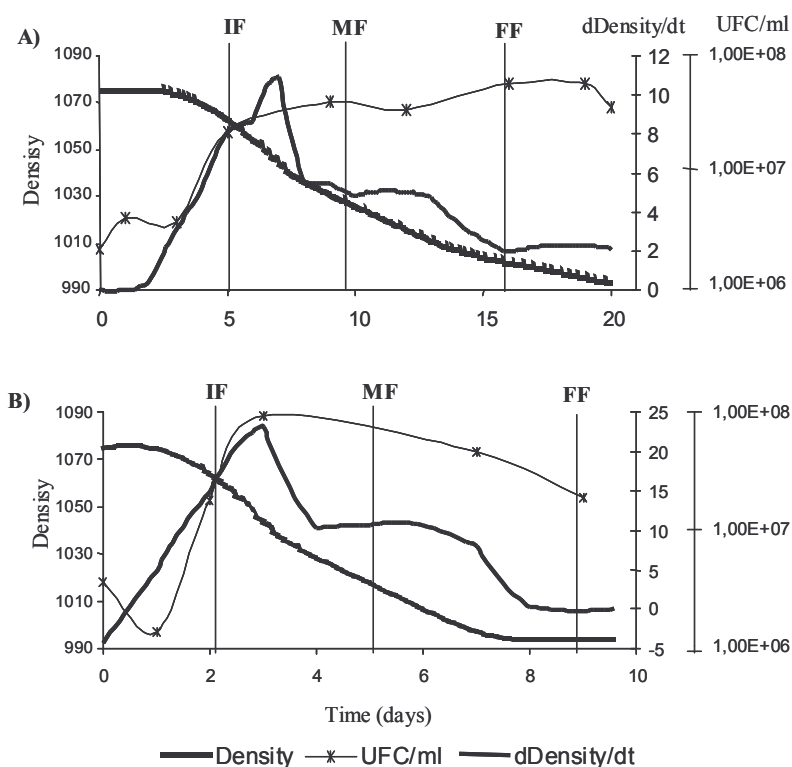 A)
IF MF FF dDensity/dt UFC/ml
1090 12 1,00E+08
1070 10
8
1050
6 1,00E+07
1030
4
1010 2
990 0 1,00E+06
Densisy
0 5 10 15 20
B)
IF MF FF
1090 25 1,00E+08
20
1070
15
1050
10 1,00E+07
1030
5
1010 0
990 -5 1,00E+06
Densisy
0 2 4 6 8 10
Time (days)
Density UFC/ml dDensity/dt